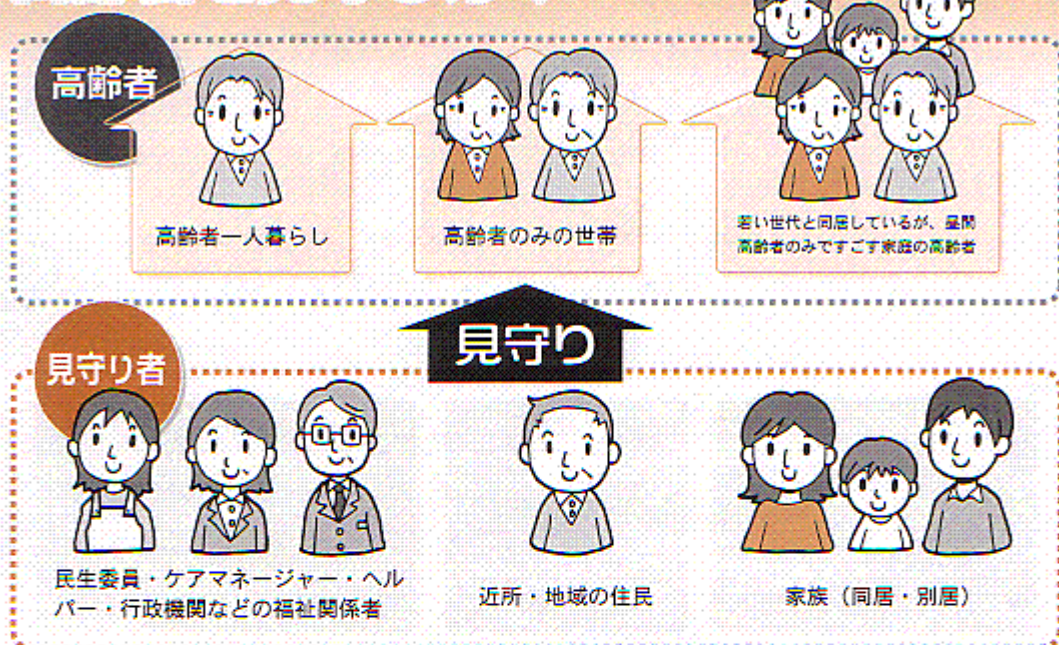 高齢者
高齢者一人暮らし
高齢者のみの世帯
若い世代と同居しているが、昼間
高齢者のみですごす家庭の高齢者
見守り
見守り者
民生委員・ケアマネージャー・ヘル
パー・行政機関などの福祉関係者
近所・地域の住民
家族（同居・別居）